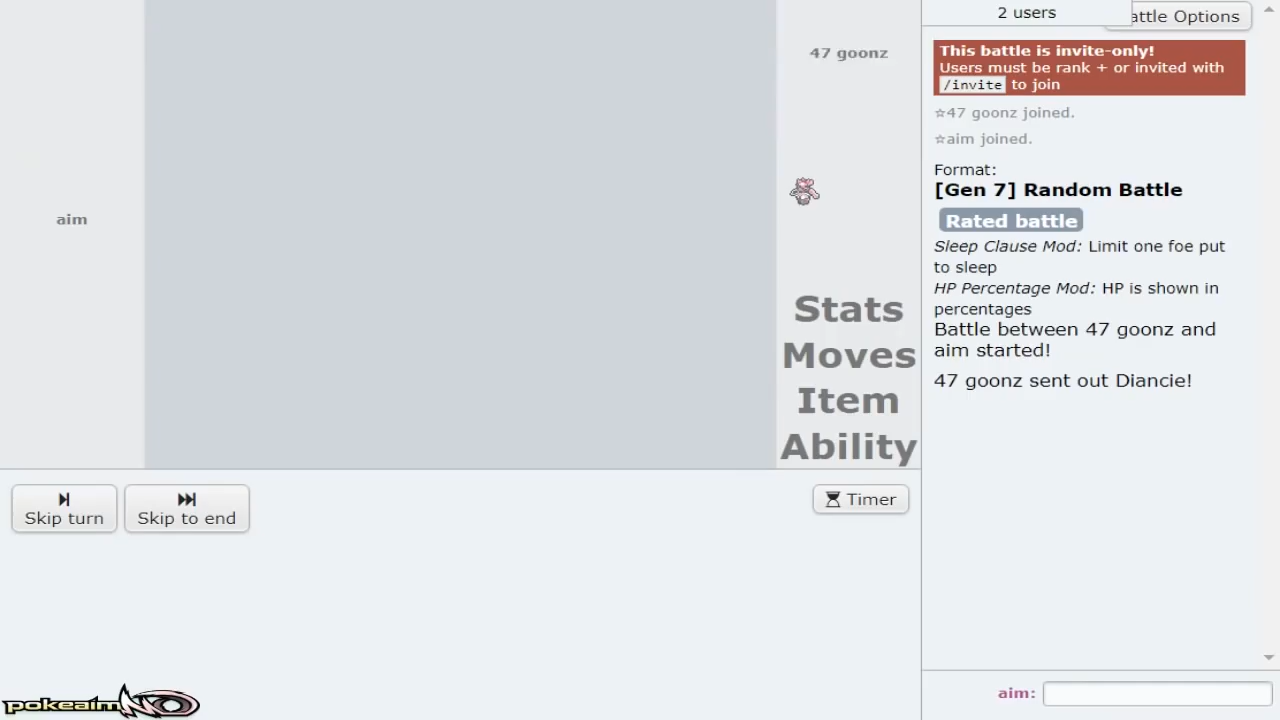 2 users
attle Options
47 goonz
This battle is invite-only!
Users must be rank + or invited with
/invite to join
☆47 goonz joined.
☆aim joined.
Format:
[Gen 7] Random Battle
Rated battle
Sleep Clause Mod: Limit one foe put
to sleep
HP Percentage Mod: HP is shown in
percentages
Battle between 47 goonz and
aim started!
47 goonz sent out Diancie!
aim
Stats
Moves
Item
Ability
Skip turn
Skip to end
Timer
aim:
pokeaimMD